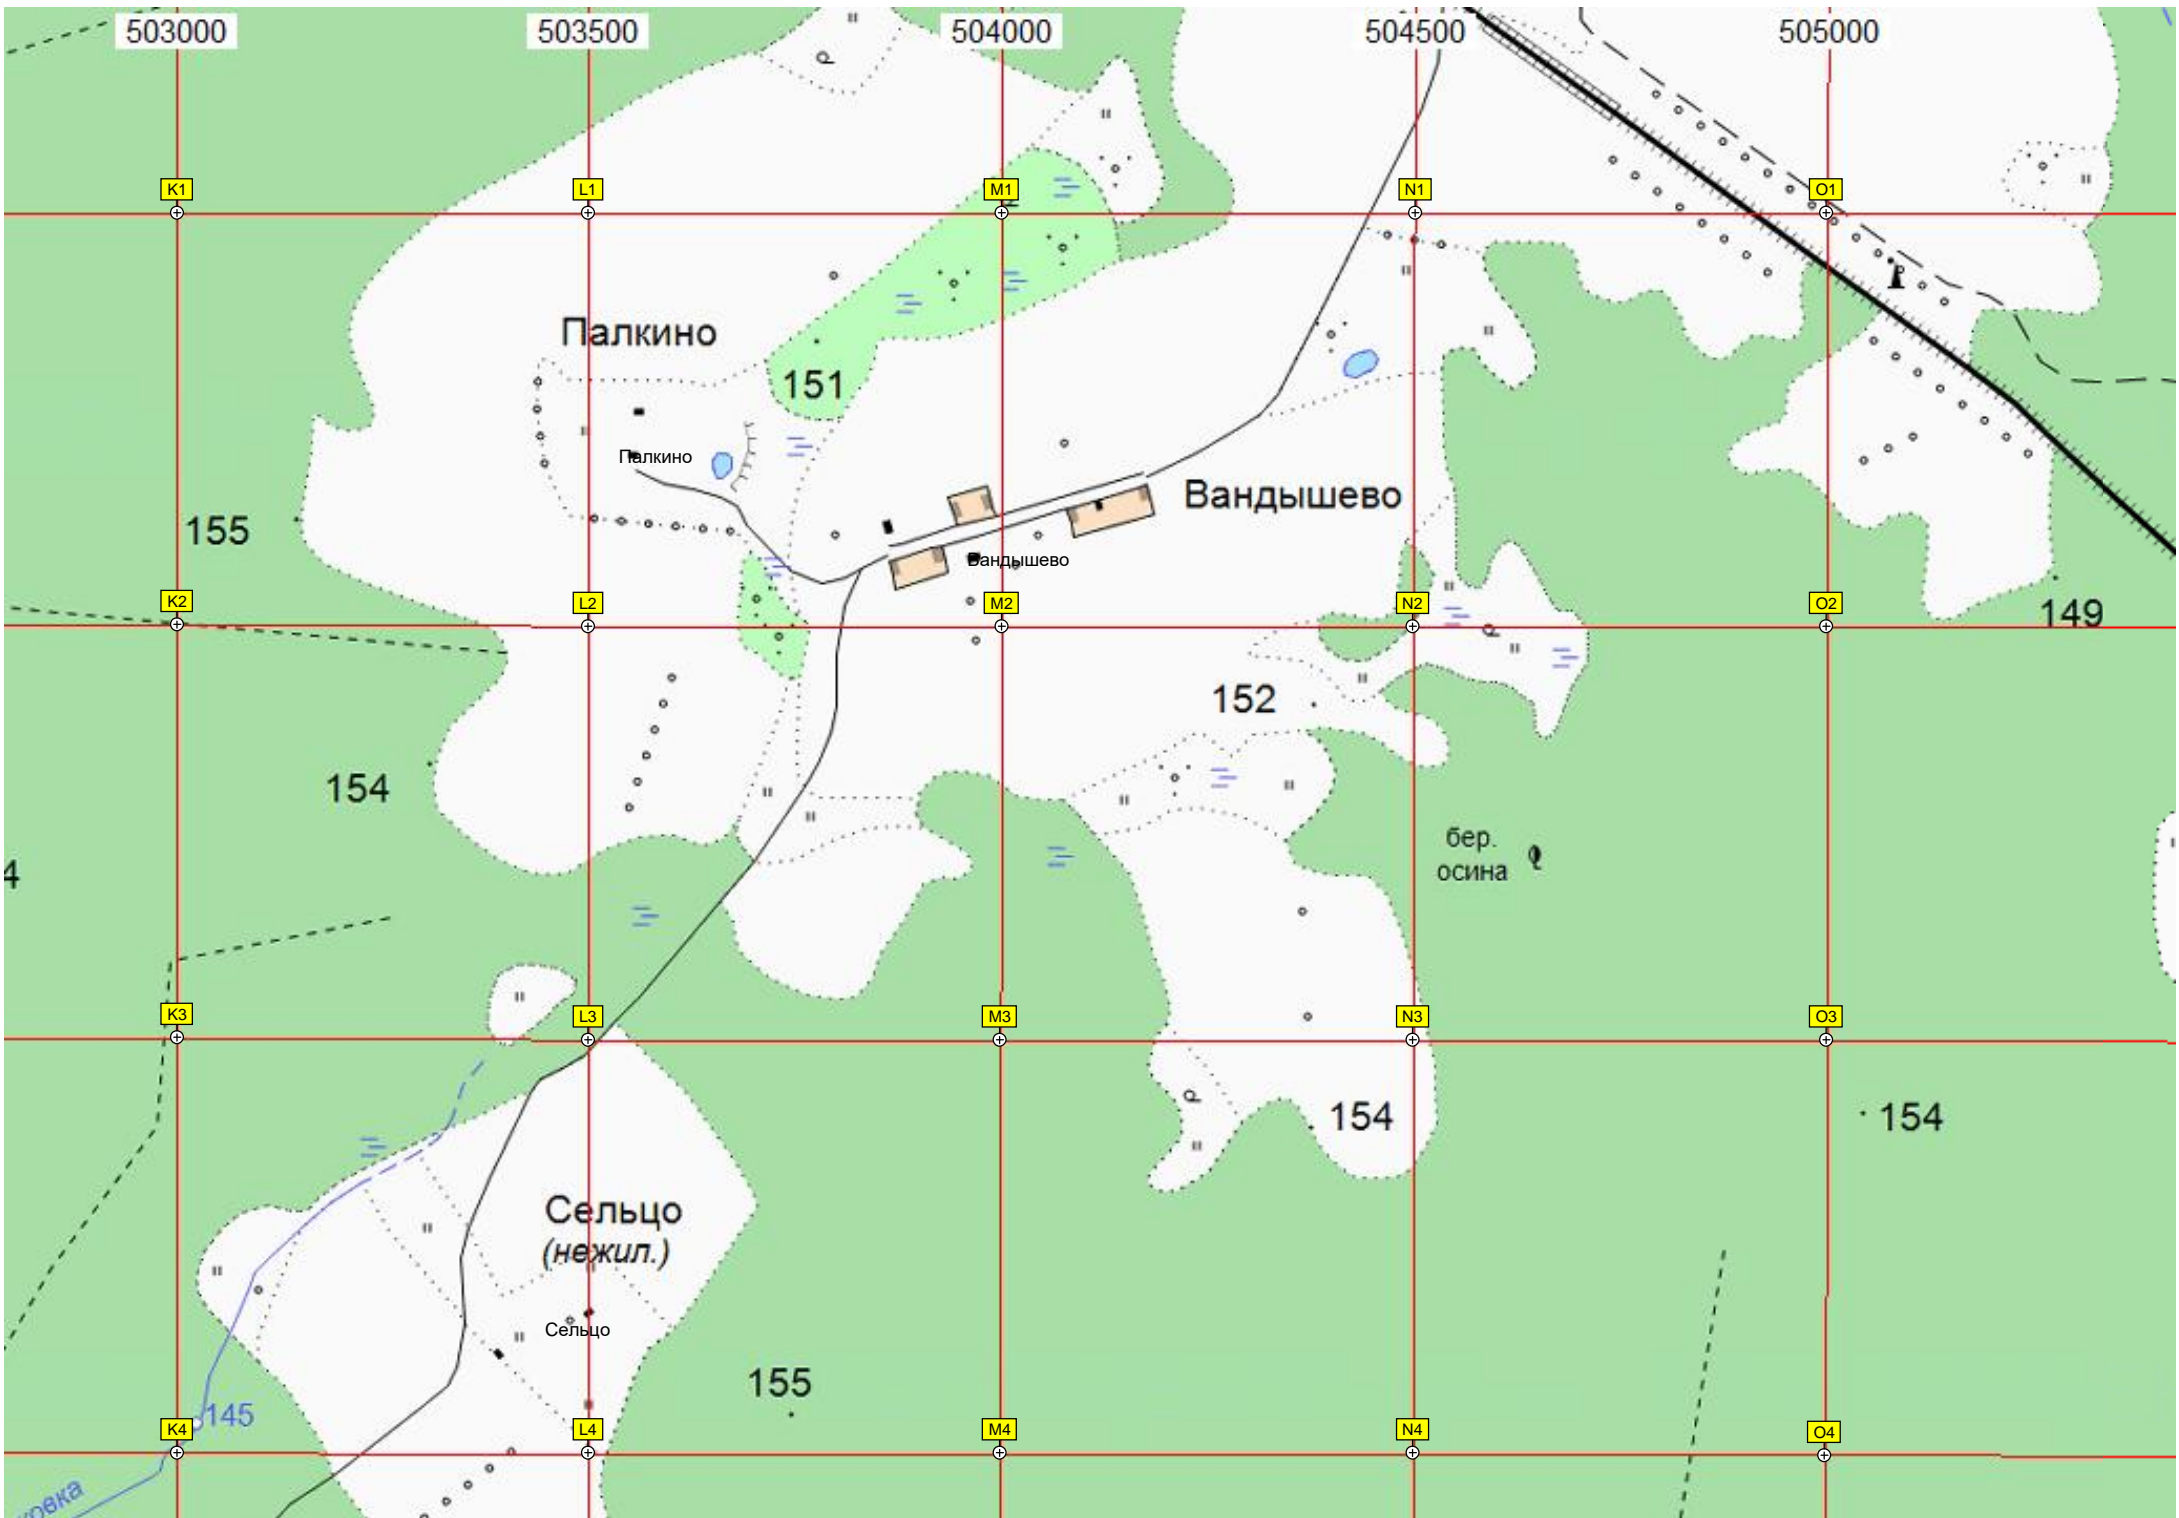 503000 503500 504000 504500 505000
K1 L1 M1 N1 O1
Палкино
151
Палкино
Вандышево
155
Вандышево
K2 L2 M2 N2 O2
149
152
154
бер.
осина
4
K3 L3 M3 N3 O3
154 154
Сельцо
(нежил.)
Сельцо
155
145
K4 L4 M4 N4 O4